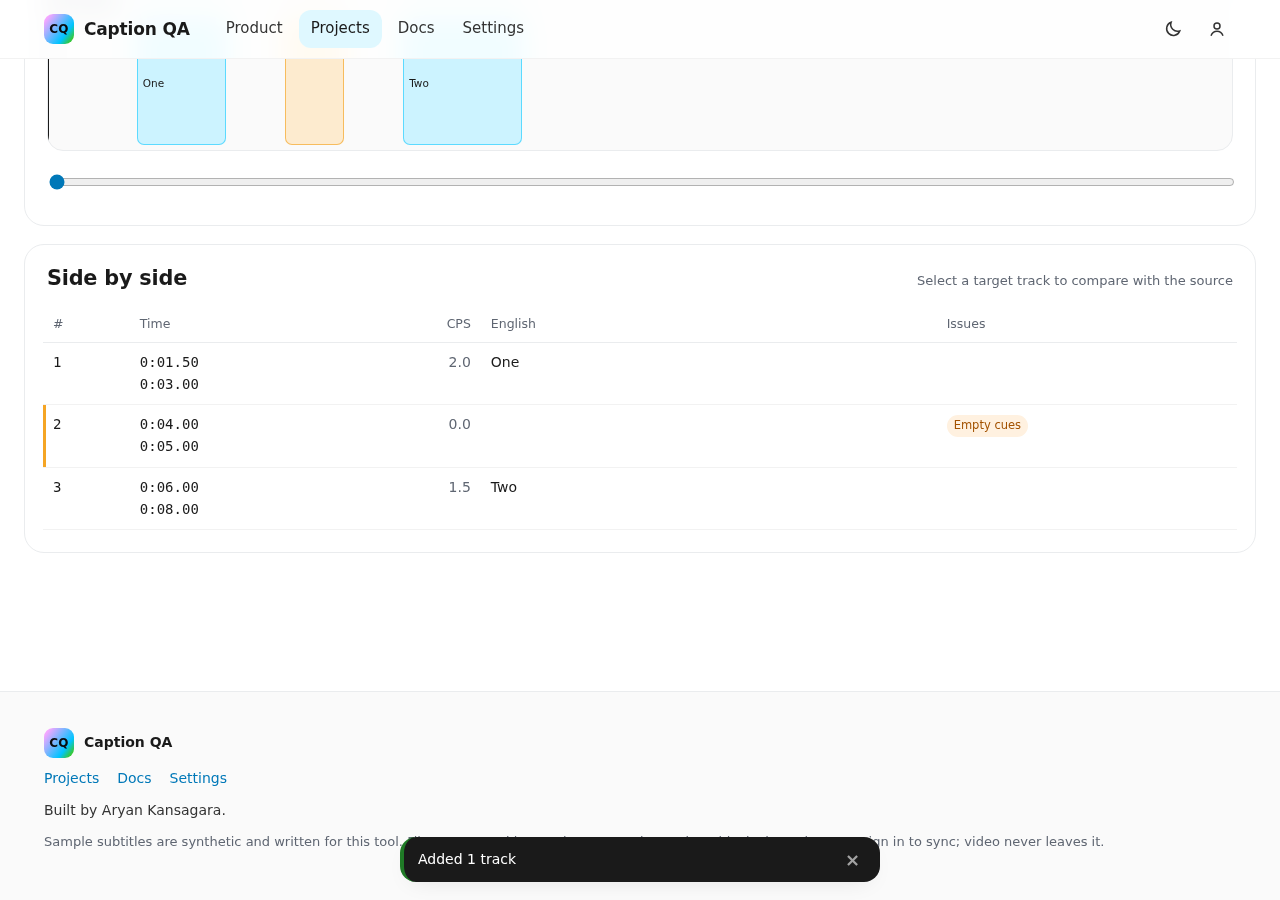 CQ Caption QA Product Projects Docs Settings
One Two
Side by side
Select a target track to compare with the source
# Time CPS English Issues
1 0:01.50 2.0 One
0:03.00
2 0:04.00 0.0 Empty cues
0:05.00
3 0:06.00 1.5 Two
0:08.00
CQ Caption QA
Projects Docs Settings
Built by Aryan Kansagara.
Sample subtitles are synthetic and written for this tool. in to sync; video never leaves it.
Added 1 track